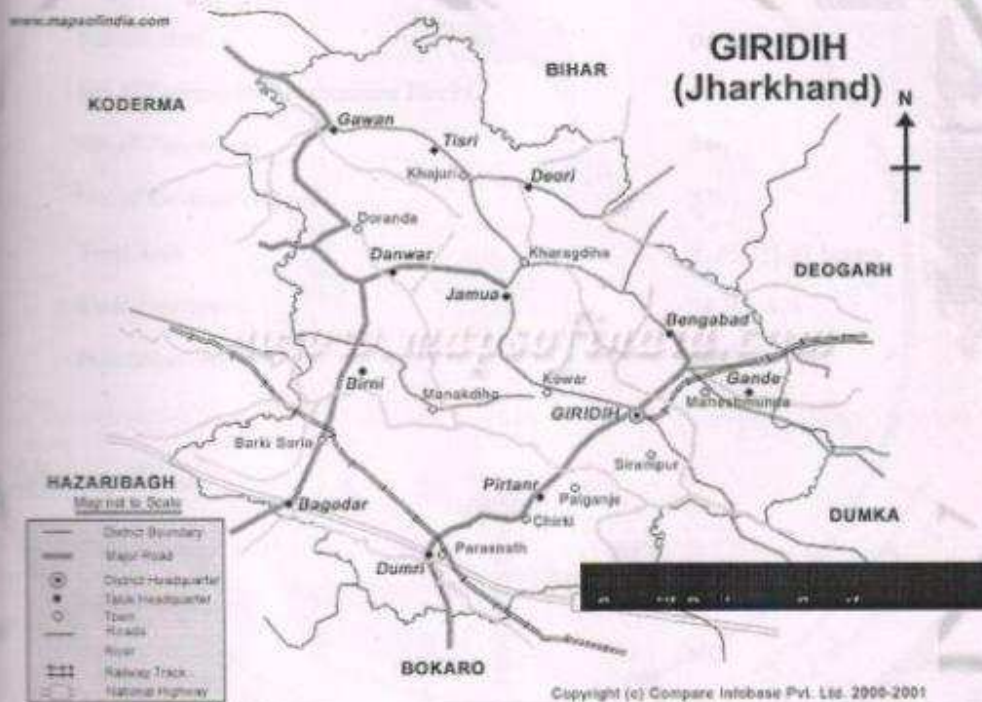 www.mapsofindia.com
GIRIDIH
(Jharkhand)
N
BIHAR
KODERMA
Gawan
Tisri
Khajuri
Deori
Doranda
Kharagdiha
Danwar
DEOGARH
Jamua
Bengabad
mapsofindia.com
Birni
Manakdiha
Kowar
Gande
Maheshmunda
GIRIDIH
Barki Saria
Sirampur
HAZARIBAGH
Map not to Scale
Pirtanr
Palganje
Bagodar
Chirki
DUMKA
District Boundary
Major Road
District Headquarter
Taluk Headquarter
Town
Roads
River
Railway Track
National Highway
Parasnath
Dumri
BOKARO
Copyright (c) Compare Infobase Pvt. Ltd. 2000-2001